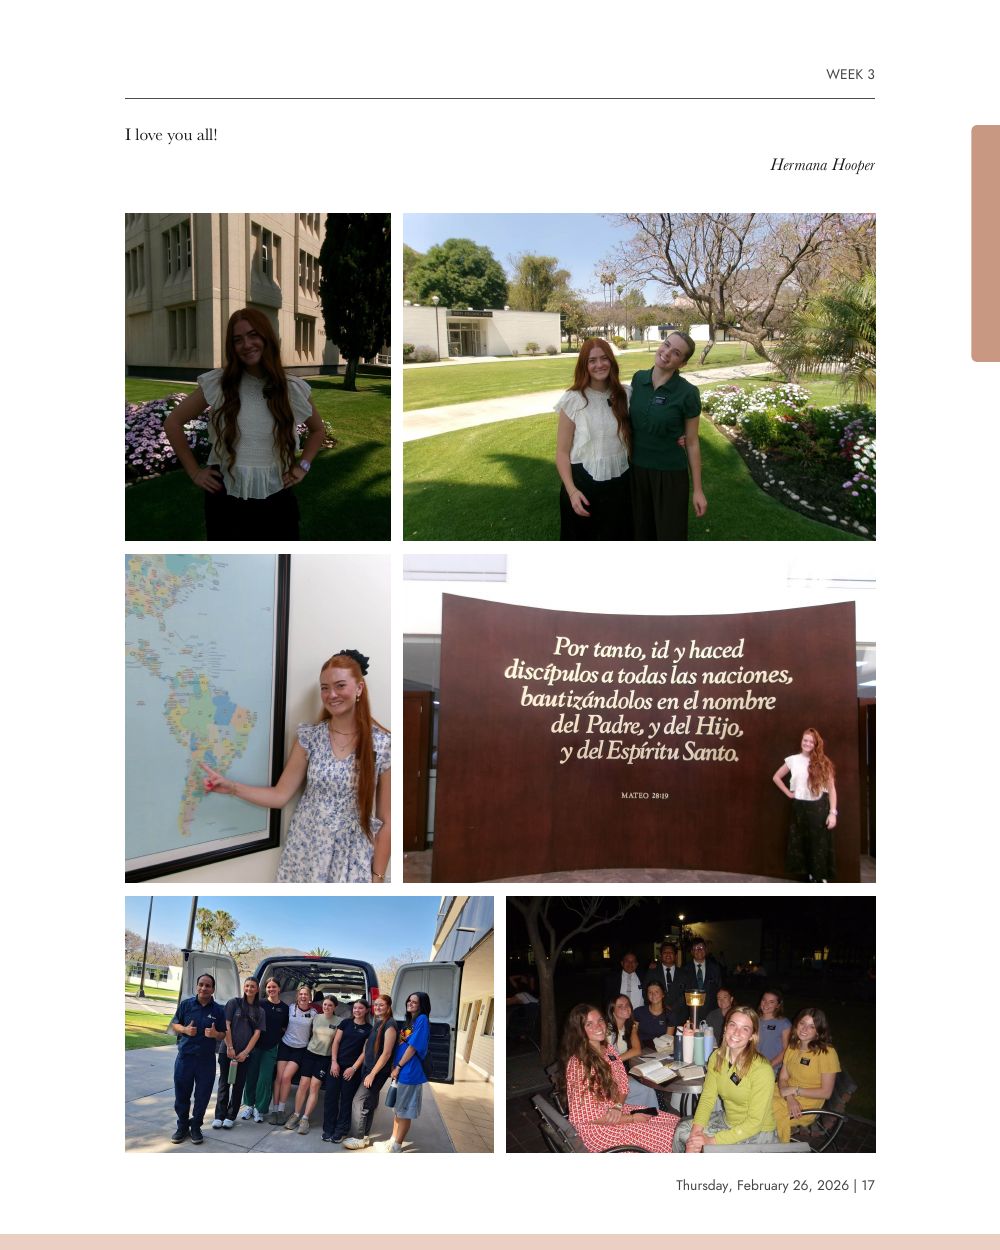 WEEK 3
I love you all!
Hermana Hooper
Por tanto, id y haced
discípulos a todas las naciones,
bautizándolos en el nombre
del Padre, y del Hijo,
y del Espíritu Santo.
MATEO 28:19
Thursday, February 26, 2026 | 17